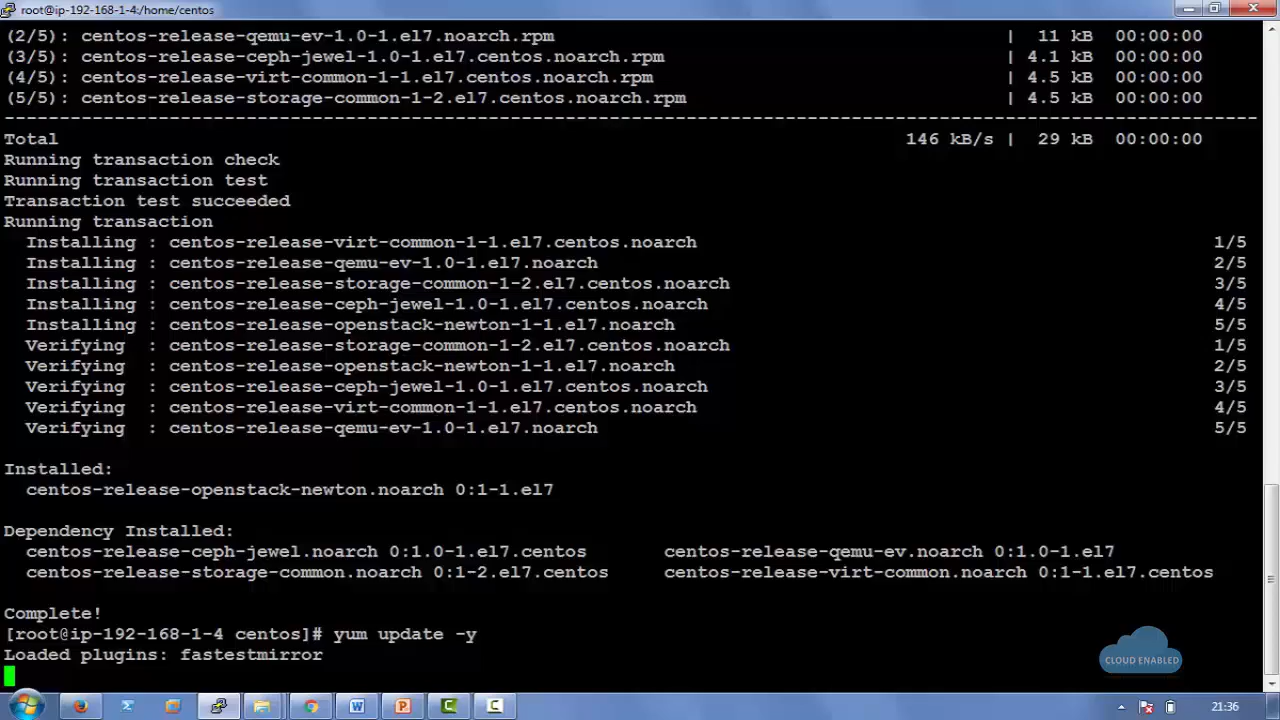 root@ip-192-168-1-4:/home/centos
(2/5): centos-release-qemu-ev-1.0-1.el7.noarch.rpm | 11 kB 00:00:00
(3/5): centos-release-ceph-jewel-1.0-1.el7.centos.noarch.rpm | 4.1 kB 00:00:00
(4/5): centos-release-virt-common-1-1.el7.centos.noarch.rpm | 4.5 kB 00:00:00
(5/5): centos-release-storage-common-1-2.el7.centos.noarch.rpm | 4.5 kB 00:00:00
--------------------------------------------------------------------------------
Total 146 kB/s | 29 kB 00:00:00
Running transaction check
Running transaction test
Transaction test succeeded
Running transaction
Installing : centos-release-virt-common-1-1.el7.centos.noarch 1/5
Installing : centos-release-qemu-ev-1.0-1.el7.noarch 2/5
Installing : centos-release-storage-common-1-2.el7.centos.noarch 3/5
Installing : centos-release-ceph-jewel-1.0-1.el7.centos.noarch 4/5
Installing : centos-release-openstack-newton-1-1.el7.noarch 5/5
Verifying : centos-release-storage-common-1-2.el7.centos.noarch 1/5
Verifying : centos-release-openstack-newton-1-1.el7.noarch 2/5
Verifying : centos-release-ceph-jewel-1.0-1.el7.centos.noarch 3/5
Verifying : centos-release-virt-common-1-1.el7.centos.noarch 4/5
Verifying : centos-release-qemu-ev-1.0-1.el7.noarch 5/5
Installed:
centos-release-openstack-newton.noarch 0:1-1.el7
Dependency Installed:
centos-release-ceph-jewel.noarch 0:1.0-1.el7.centos centos-release-qemu-ev.noarch 0:1.0-1.el7
centos-release-storage-common.noarch 0:1-2.el7.centos centos-release-virt-common.noarch 0:1-1.el7.centos
Complete!
[root@ip-192-168-1-4 centos]# yum update -y
Loaded plugins: fastestmirror
CLOUD ENABLED
21:36